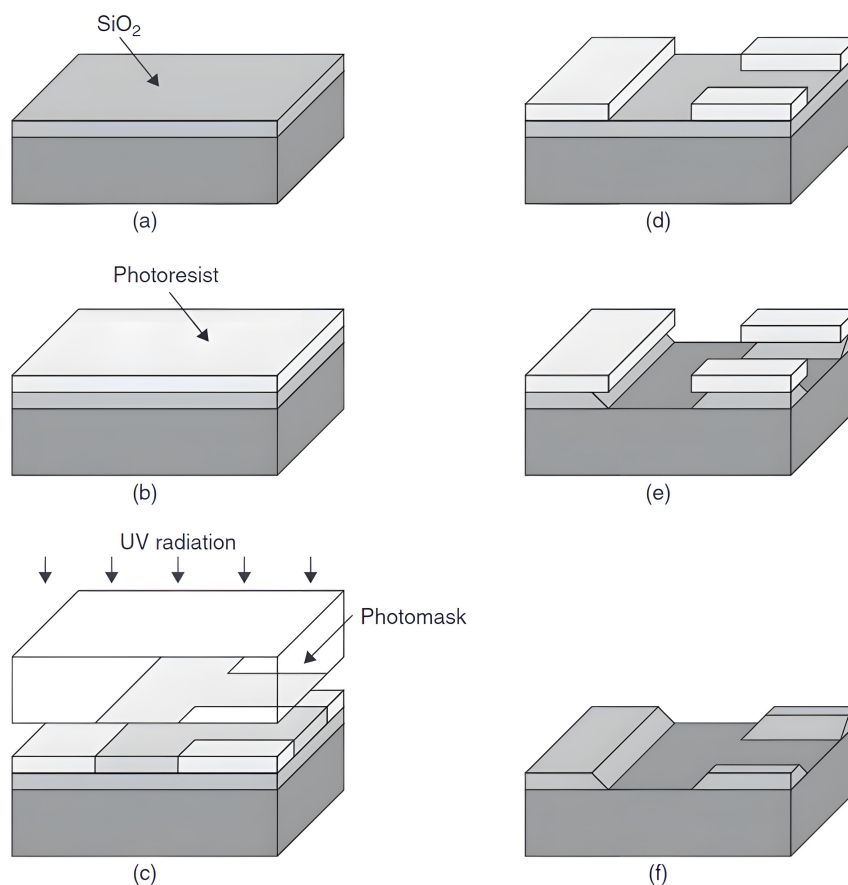 SiO₂
(a)
Photoresist
(b)
UV radiation
Photomask
(c)
(d)
(e)
(f)